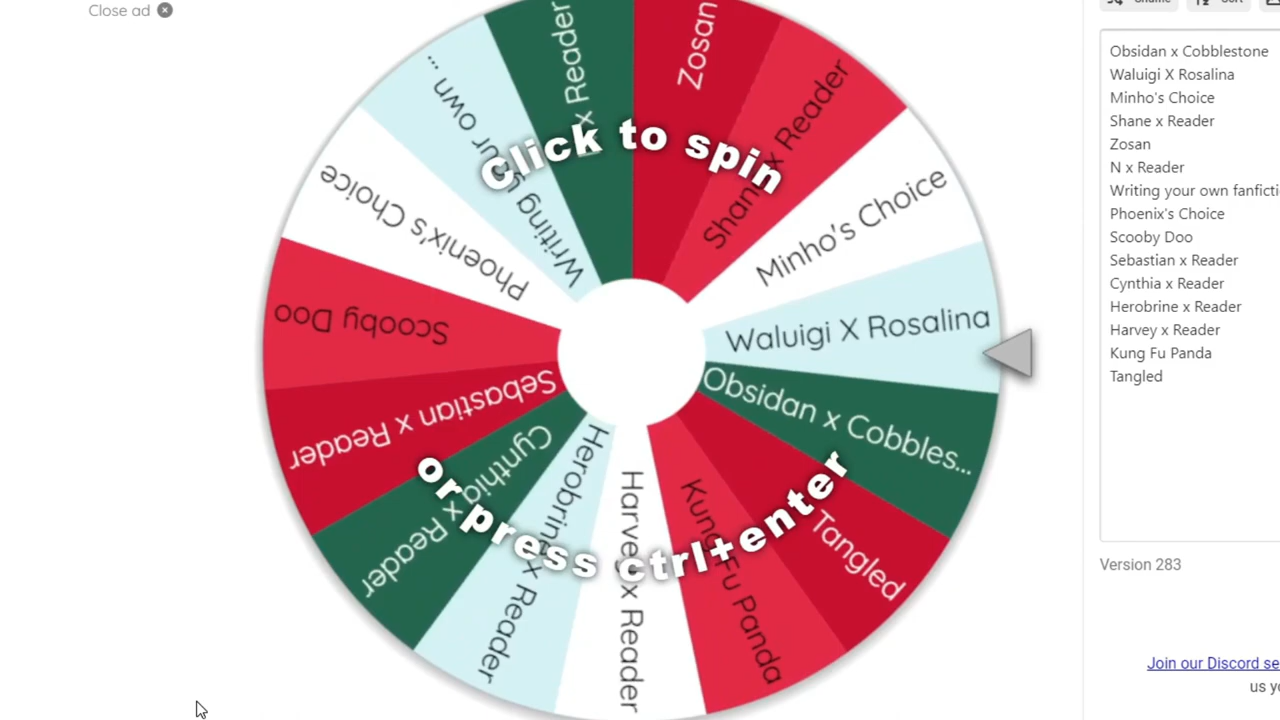 Close ad
Click to spin
or press ctrl+enter
x Reader
Zosan
Shane x Reader
Minho's Choice
Waluigi X Rosalina
Obsidan x Cobbles...
Tangled
Kung Fu Panda
Harvey x Reader
Herobrine x Reader
Cynthia x Reader
Sebastian x Reader
Scooby Doo
Phoenix's Choice
Writing your own ...
Obsidan x Cobblestone
Waluigi X Rosalina
Minho's Choice
Shane x Reader
Zosan
N x Reader
Writing your own fanfictio
Phoenix's Choice
Scooby Doo
Sebastian x Reader
Cynthia x Reader
Herobrine x Reader
Harvey x Reader
Kung Fu Panda
Tangled
Version 283
Join our Discord se
us yo